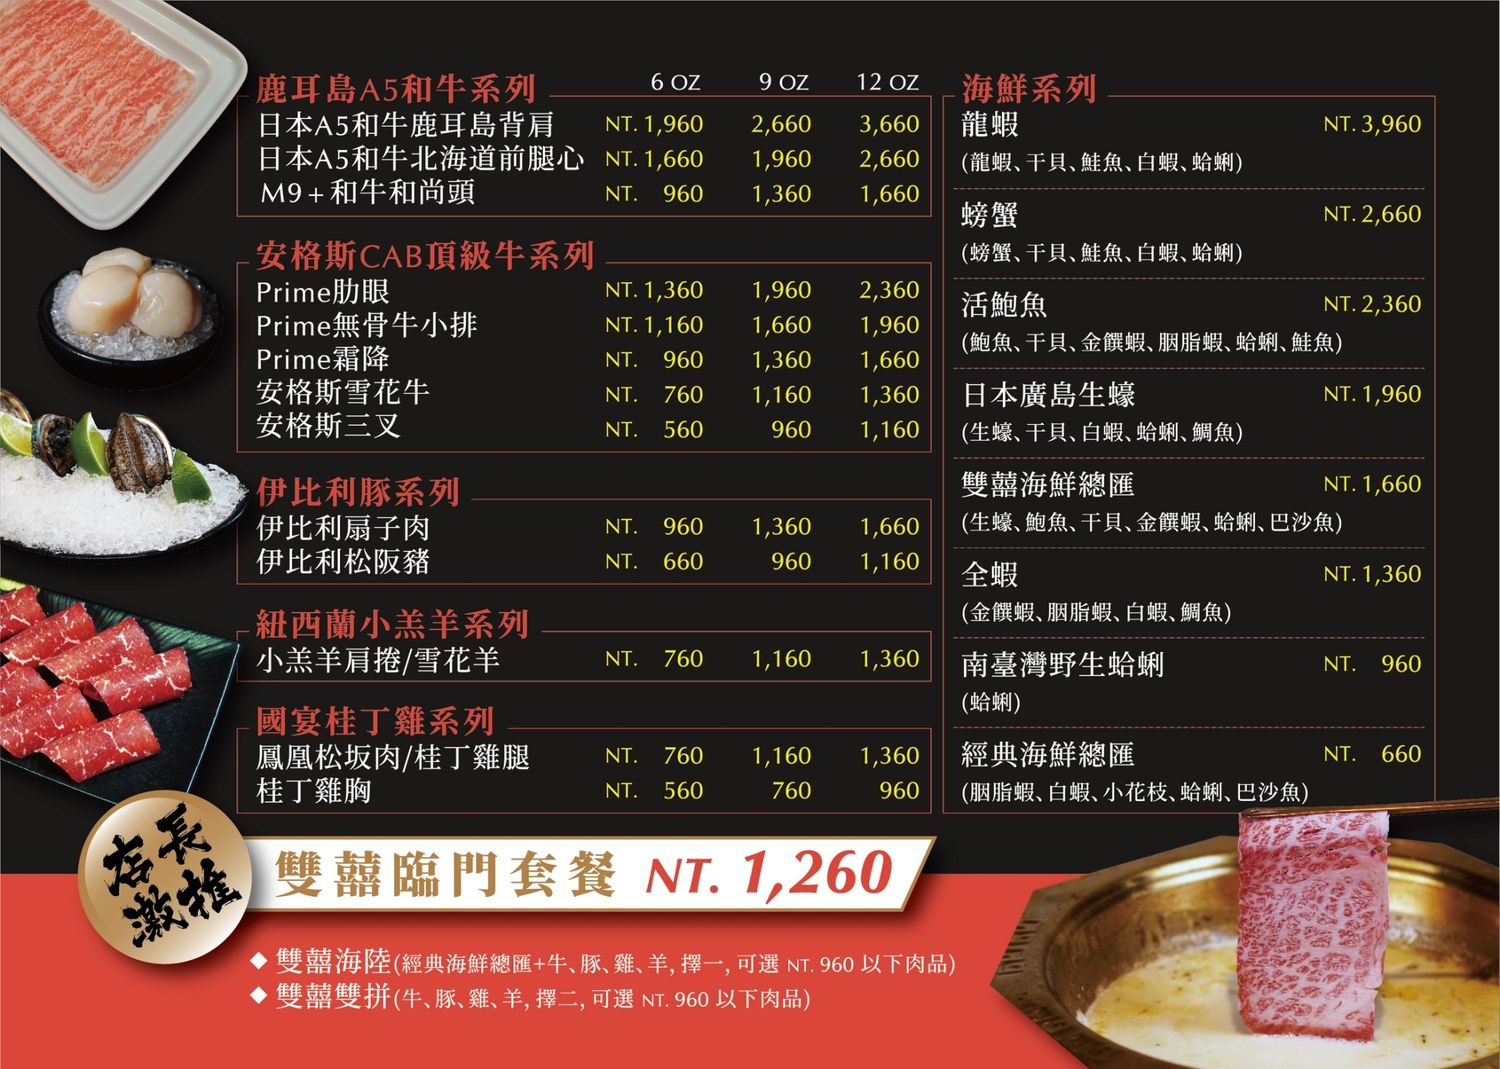 鹿耳島A5和牛系列 6 OZ 9 OZ 12 OZ
日本A5和牛鹿耳島背肩 NT. 1,960 2,660 3,660
日本A5和牛北海道前腿心 NT. 1,660 1,960 2,660
M9+和牛和尚頭 NT. 960 1,360 1,660
安格斯CAB頂級牛系列
Prime肋眼 NT. 1,360 1,960 2,360
Prime無骨牛小排 NT. 1,160 1,660 1,960
Prime霜降 NT. 960 1,360 1,660
安格斯雪花牛 NT. 760 1,160 1,360
安格斯三叉 NT. 560 960 1,160
伊比利豚系列
伊比利扇子肉 NT. 960 1,360 1,660
伊比利松阪豬 NT. 660 960 1,160
紐西蘭小羔羊系列
小羔羊肩捲/雪花羊 NT. 760 1,160 1,360
國宴桂丁雞系列
鳳凰松坂肉/桂丁雞腿 NT. 760 1,160 1,360
桂丁雞胸 NT. 560 760 960
海鮮系列
龍蝦 NT. 3,960
(龍蝦、干貝、鮭魚、白蝦、蛤蜊)
螃蟹 NT. 2,660
(螃蟹、干貝、鮭魚、白蝦、蛤蜊)
活鮑魚 NT. 2,360
(鮑魚、干貝、金饌蝦、胭脂蝦、蛤蜊、鮭魚)
日本廣島生蠔 NT. 1,960
(生蠔、干貝、白蝦、蛤蜊、鯛魚)
雙囍海鮮總匯 NT. 1,660
(生蠔、鮑魚、干貝、金饌蝦、蛤蜊、巴沙魚)
全蝦 NT. 1,360
(金饌蝦、胭脂蝦、白蝦、鯛魚)
南臺灣野生蛤蜊 NT. 960
(蛤蜊)
經典海鮮總匯 NT. 660
(胭脂蝦、白蝦、小花枝、蛤蜊、巴沙魚)
店長
激推
雙囍臨門套餐 NT. 1,260
◆ 雙囍海陸(經典海鮮總匯+牛、豚、雞、羊, 擇一, 可選 NT. 960 以下肉品)
◆ 雙囍雙拼(牛、豚、雞、羊, 擇二, 可選 NT. 960 以下肉品)